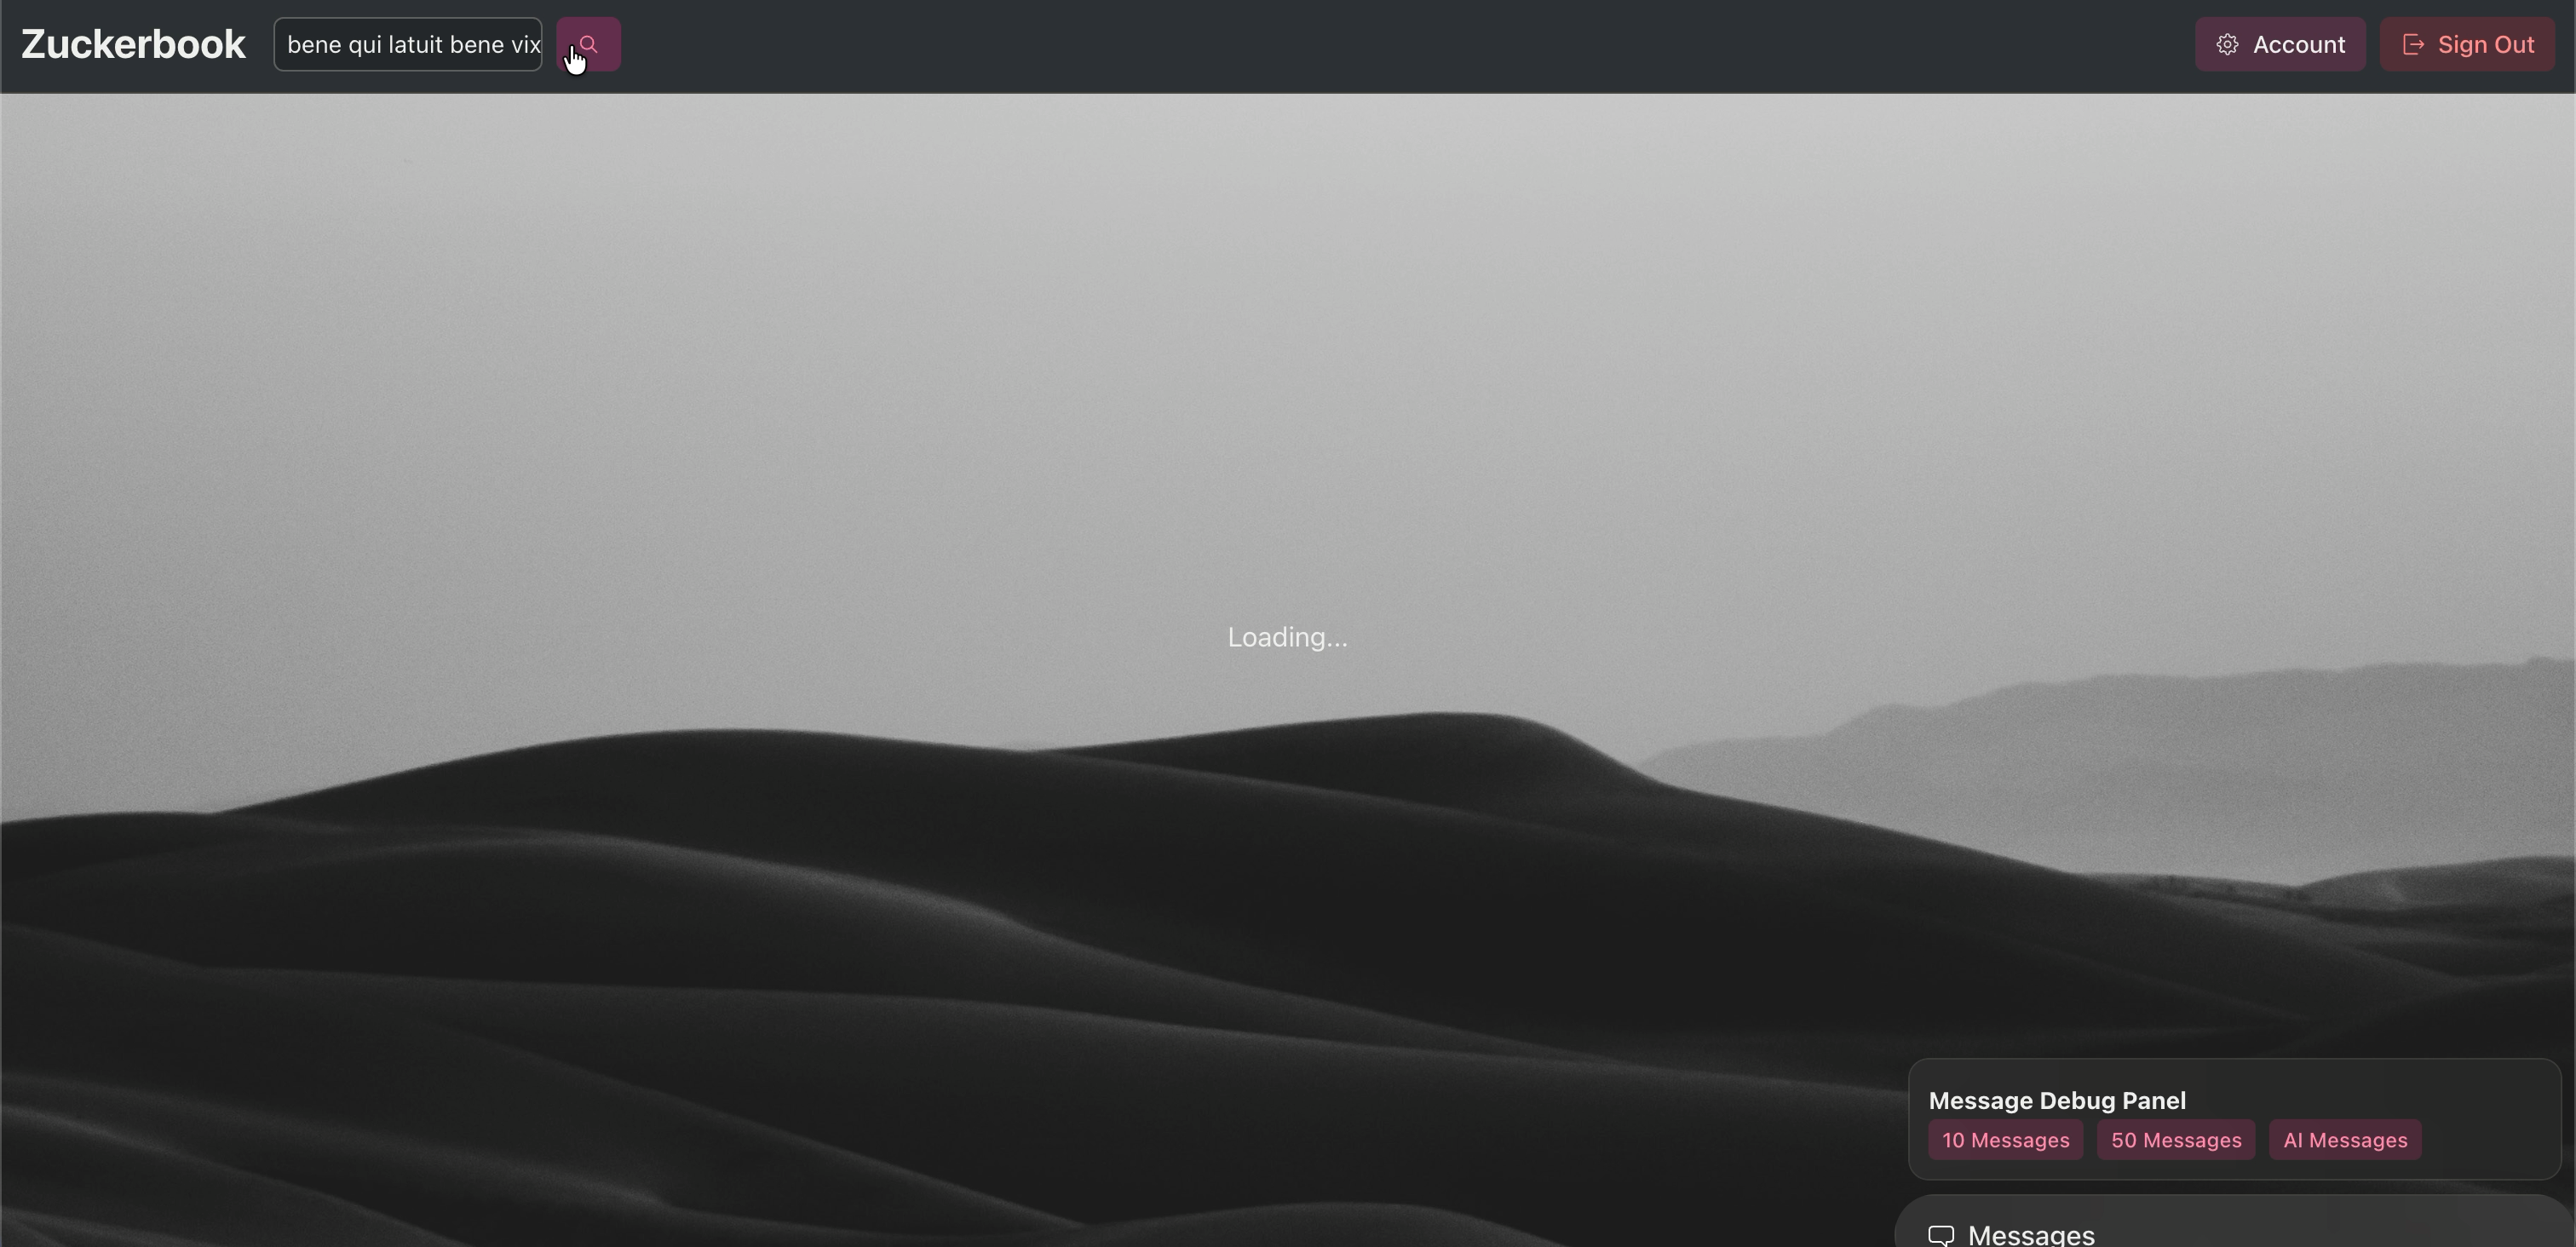 Zuckerbook
bene qui latuit bene vix
Account
Sign Out
Loading...
Message Debug Panel
10 Messages
50 Messages
AI Messages
Messages